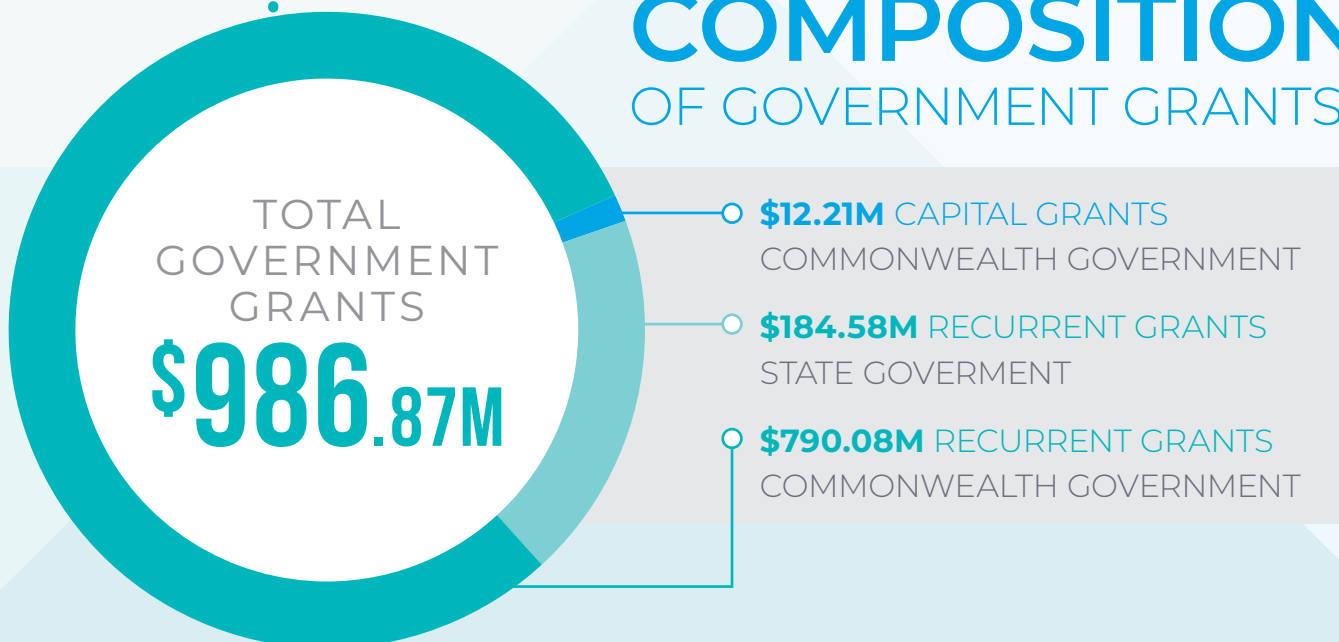 COMPOSITION
OF GOVERNMENT GRANTS
TOTAL
GOVERNMENT
GRANTS
$986.87M
$12.21M CAPITAL GRANTS
COMMONWEALTH GOVERNMENT
$184.58M RECURRENT GRANTS
STATE GOVERMENT
$790.08M RECURRENT GRANTS
COMMONWEALTH GOVERNMENT